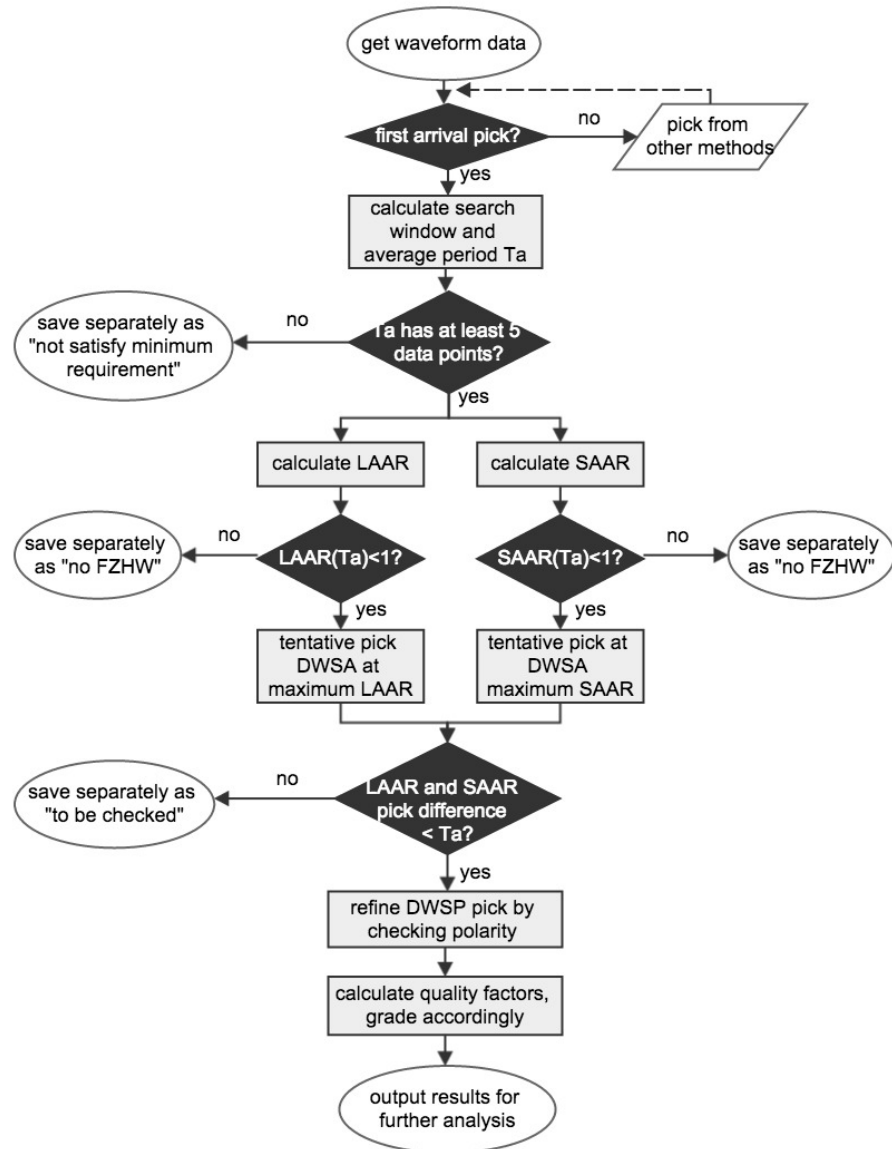 get waveform data
first arrival pick?
no
pick from
other methods
yes
calculate search
window and
average period Ta
Ta has at least 5
data points?
no
save separately as
"not satisfy minimum
requirement"
yes
calculate LAAR
calculate SAAR
LAAR(Ta)<1?
no
save separately
as "no FZHW"
SAAR(Ta)<1?
no
save separately
as "no FZHW"
yes
yes
tentative pick
DWSA at
maximum LAAR
tentative pick at
DWSA
maximum SAAR
LAAR and SAAR
pick difference
< Ta?
no
save separately as
"to be checked"
yes
refine DWSP pick by
checking polarity
calculate quality factors,
grade accordingly
output results for
further analysis